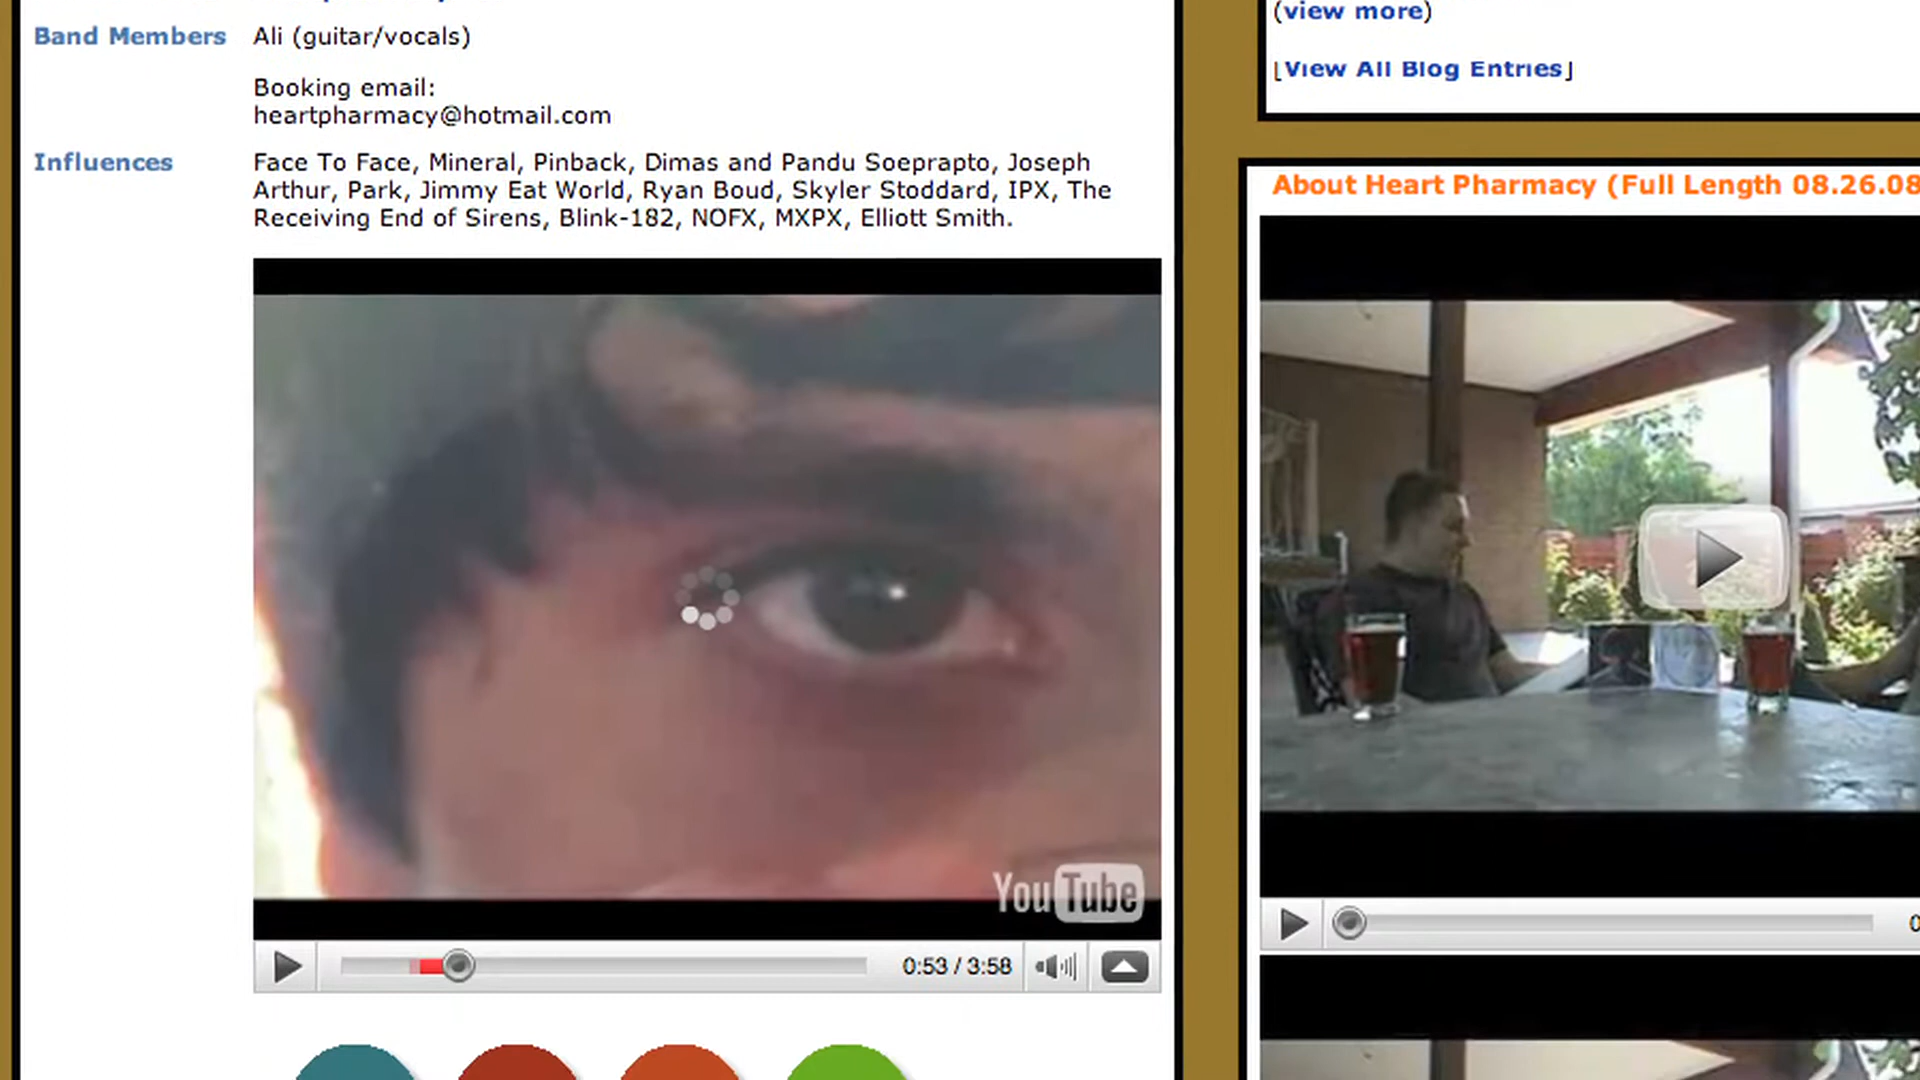 Band Members
Ali (guitar/vocals)
Booking email:
heartpharmacy@hotmail.com
Influences
Face To Face, Mineral, Pinback, Dimas and Pandu Soeprapto, Joseph
Arthur, Park, Jimmy Eat World, Ryan Boud, Skyler Stoddard, IPX, The
Receiving End of Sirens, Blink-182, NOFX, MXPX, Elliott Smith.
YouTube
0:53 / 3:58
(view more)
[View All Blog Entries]
About Heart Pharmacy (Full Length 08.26.08
0